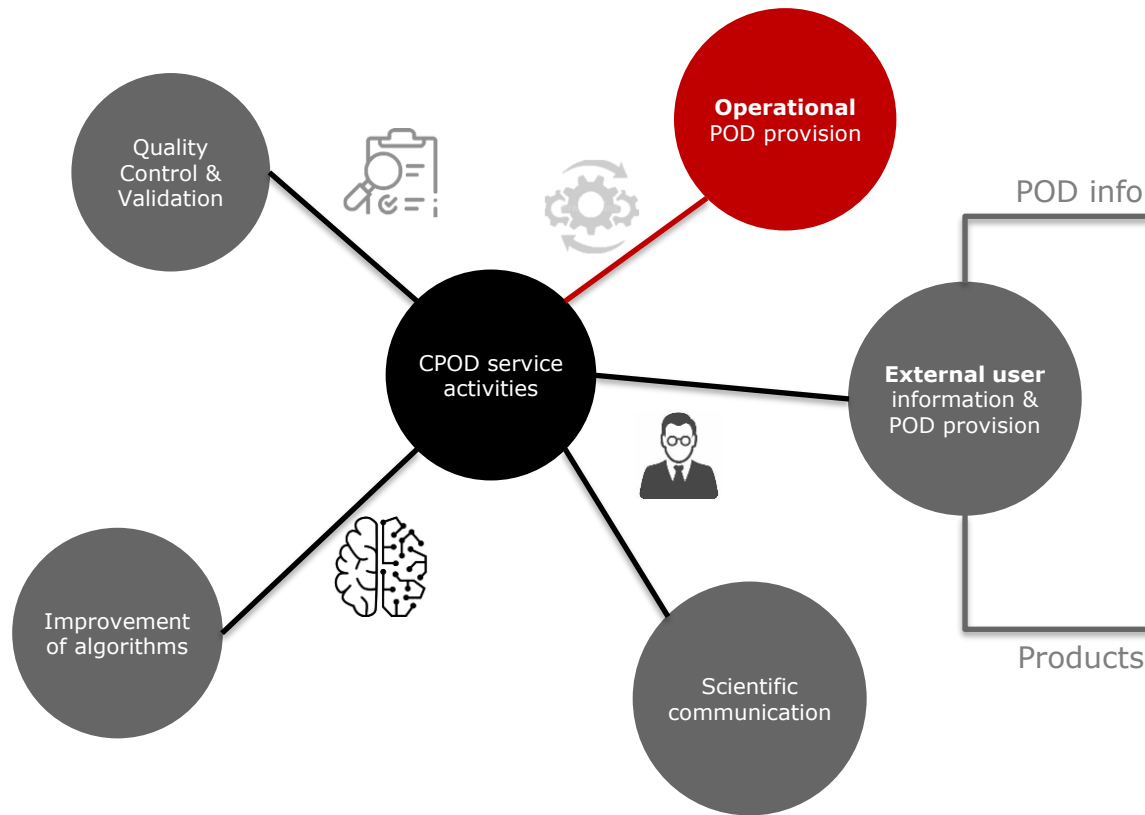 Operational
POD provision
Quality
Control &
Validation
POD info
CPOD service
activities
External user
information &
POD provision
Improvement
of algorithms
Products
Scientific
communication